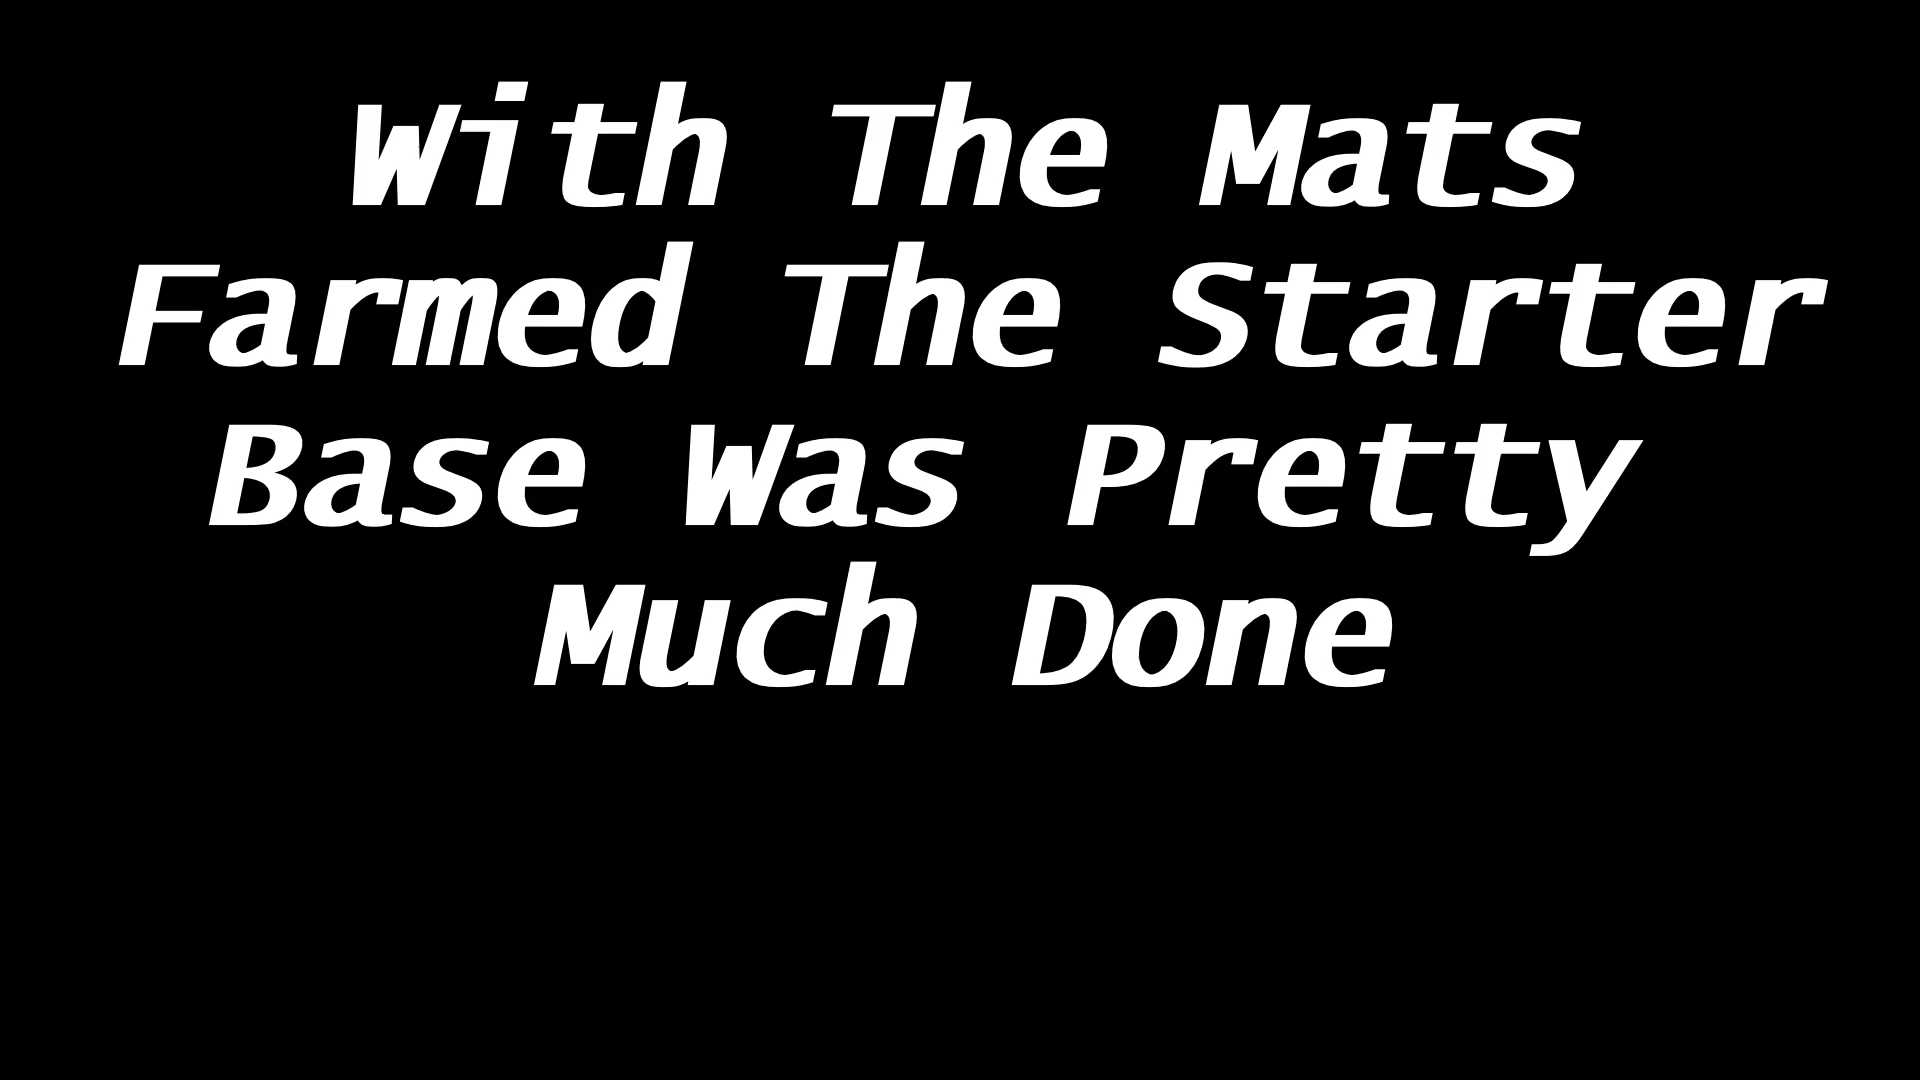 With The Mats
Farmed The Starter
Base Was Pretty
Much Done